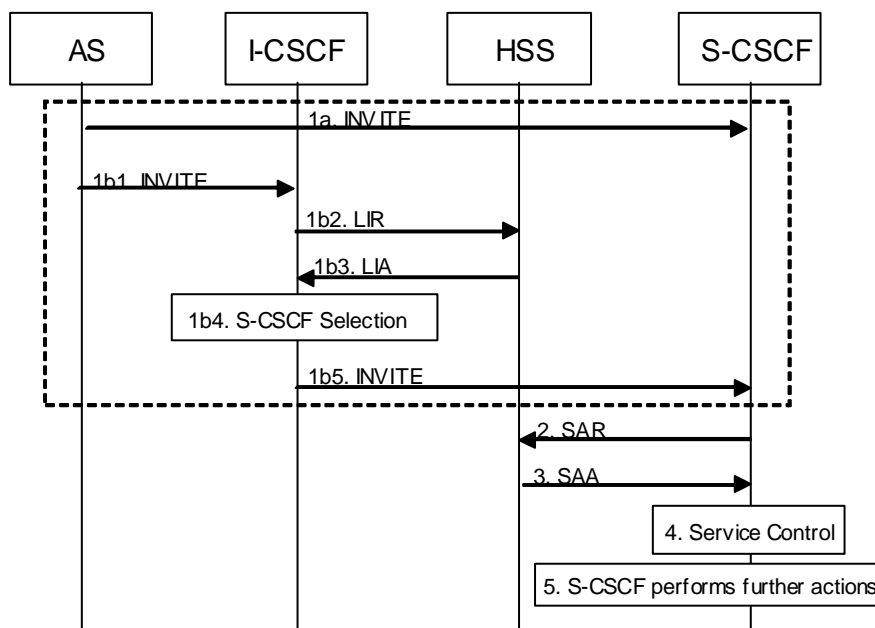 AS
I-CSCF
HSS
S-CSCF
1a. INVITE
1b1. INVITE
1b2. LIR
1b3. LIA
1b4. S-CSCF Selection
1b5. INVITE
2. SAR
3. SAA
4. Service Control
5. S-CSCF performs further actions